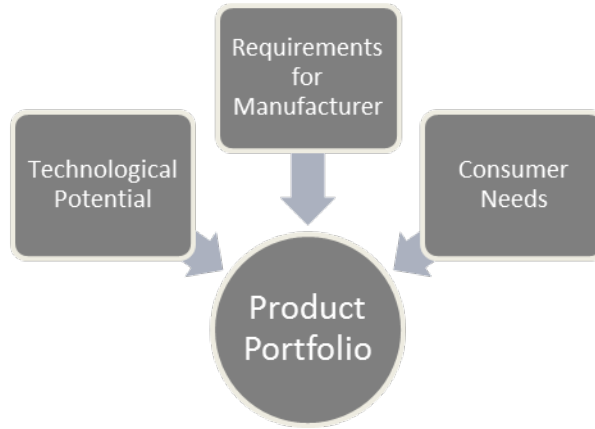 Requirements
for
Manufacturer
Technological
Potential
Consumer
Needs
Product
Portfolio